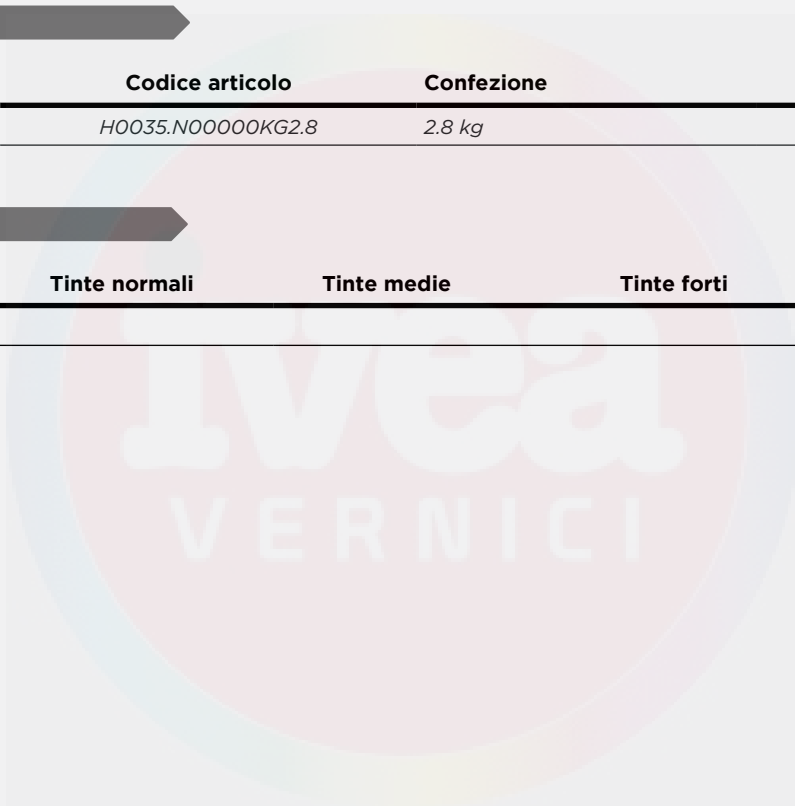 Codice articolo Confezione
H0035.N00000KG2.8 2.8 kg
Tinte normali Tinte medie Tinte forti
ivea
VERNICI